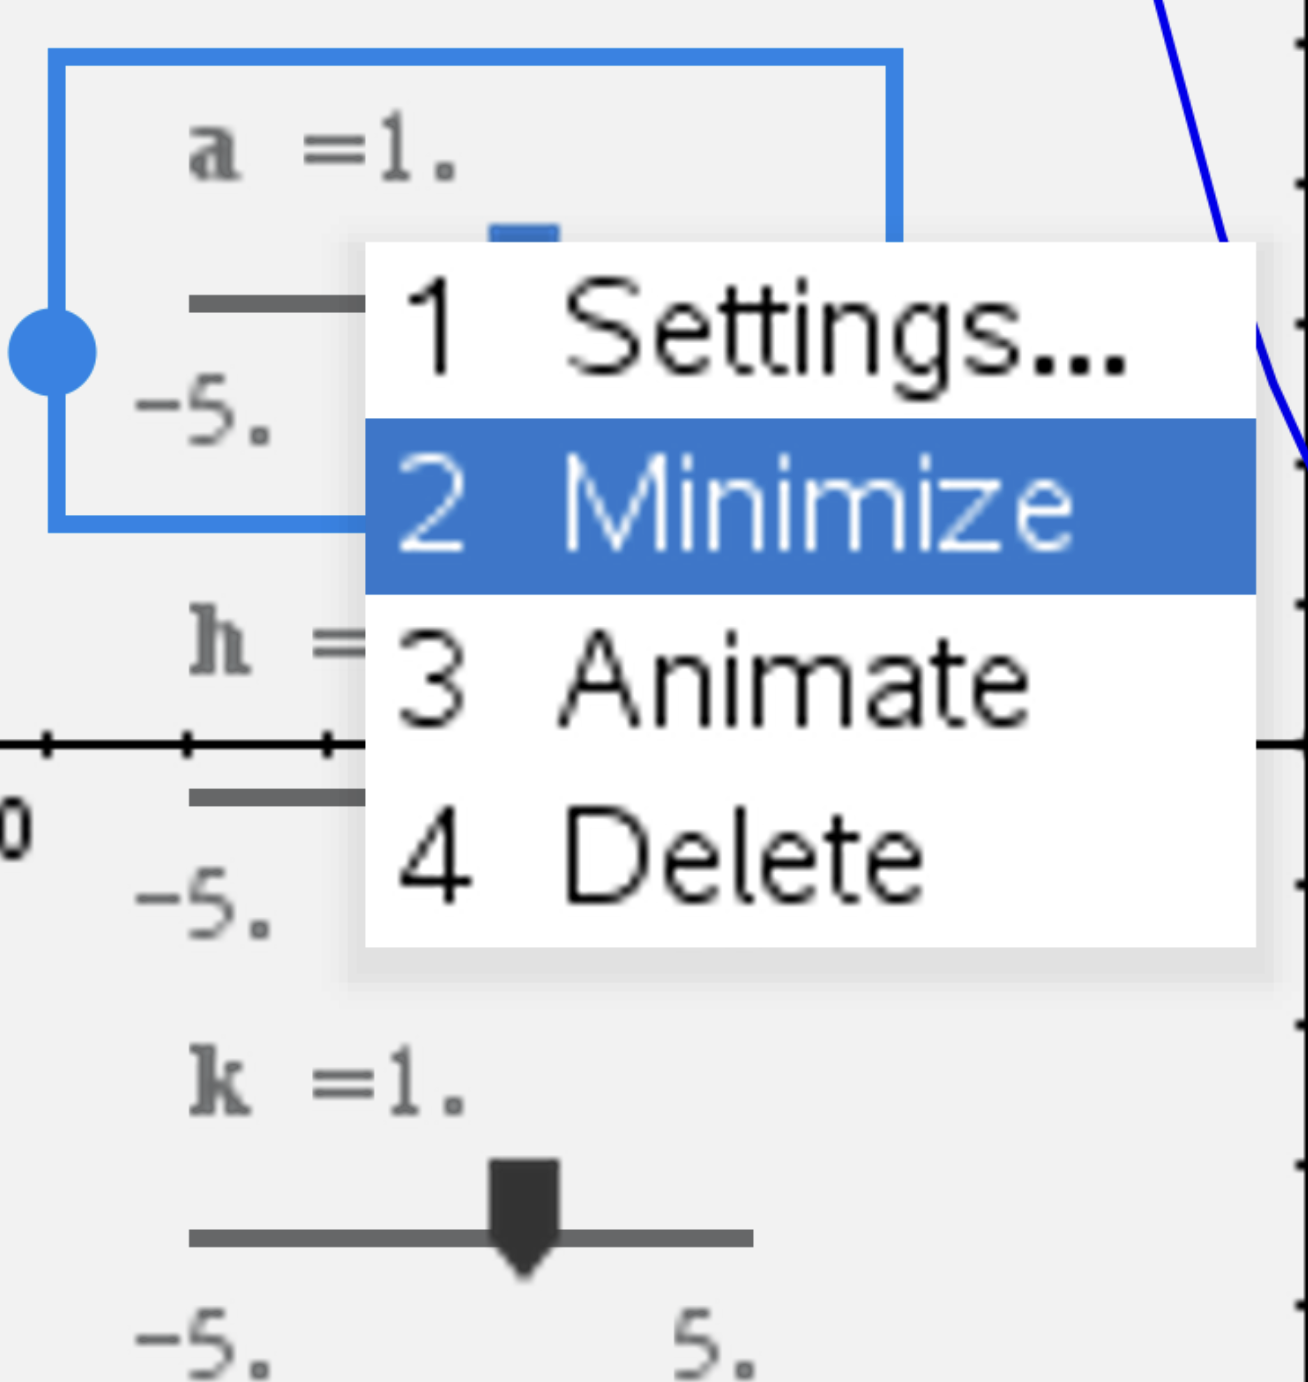 a =1.
1 Settings...
-5.
2 Minimize
h =
3 Animate
0
-5.
4 Delete
k =1.
-5. 5.